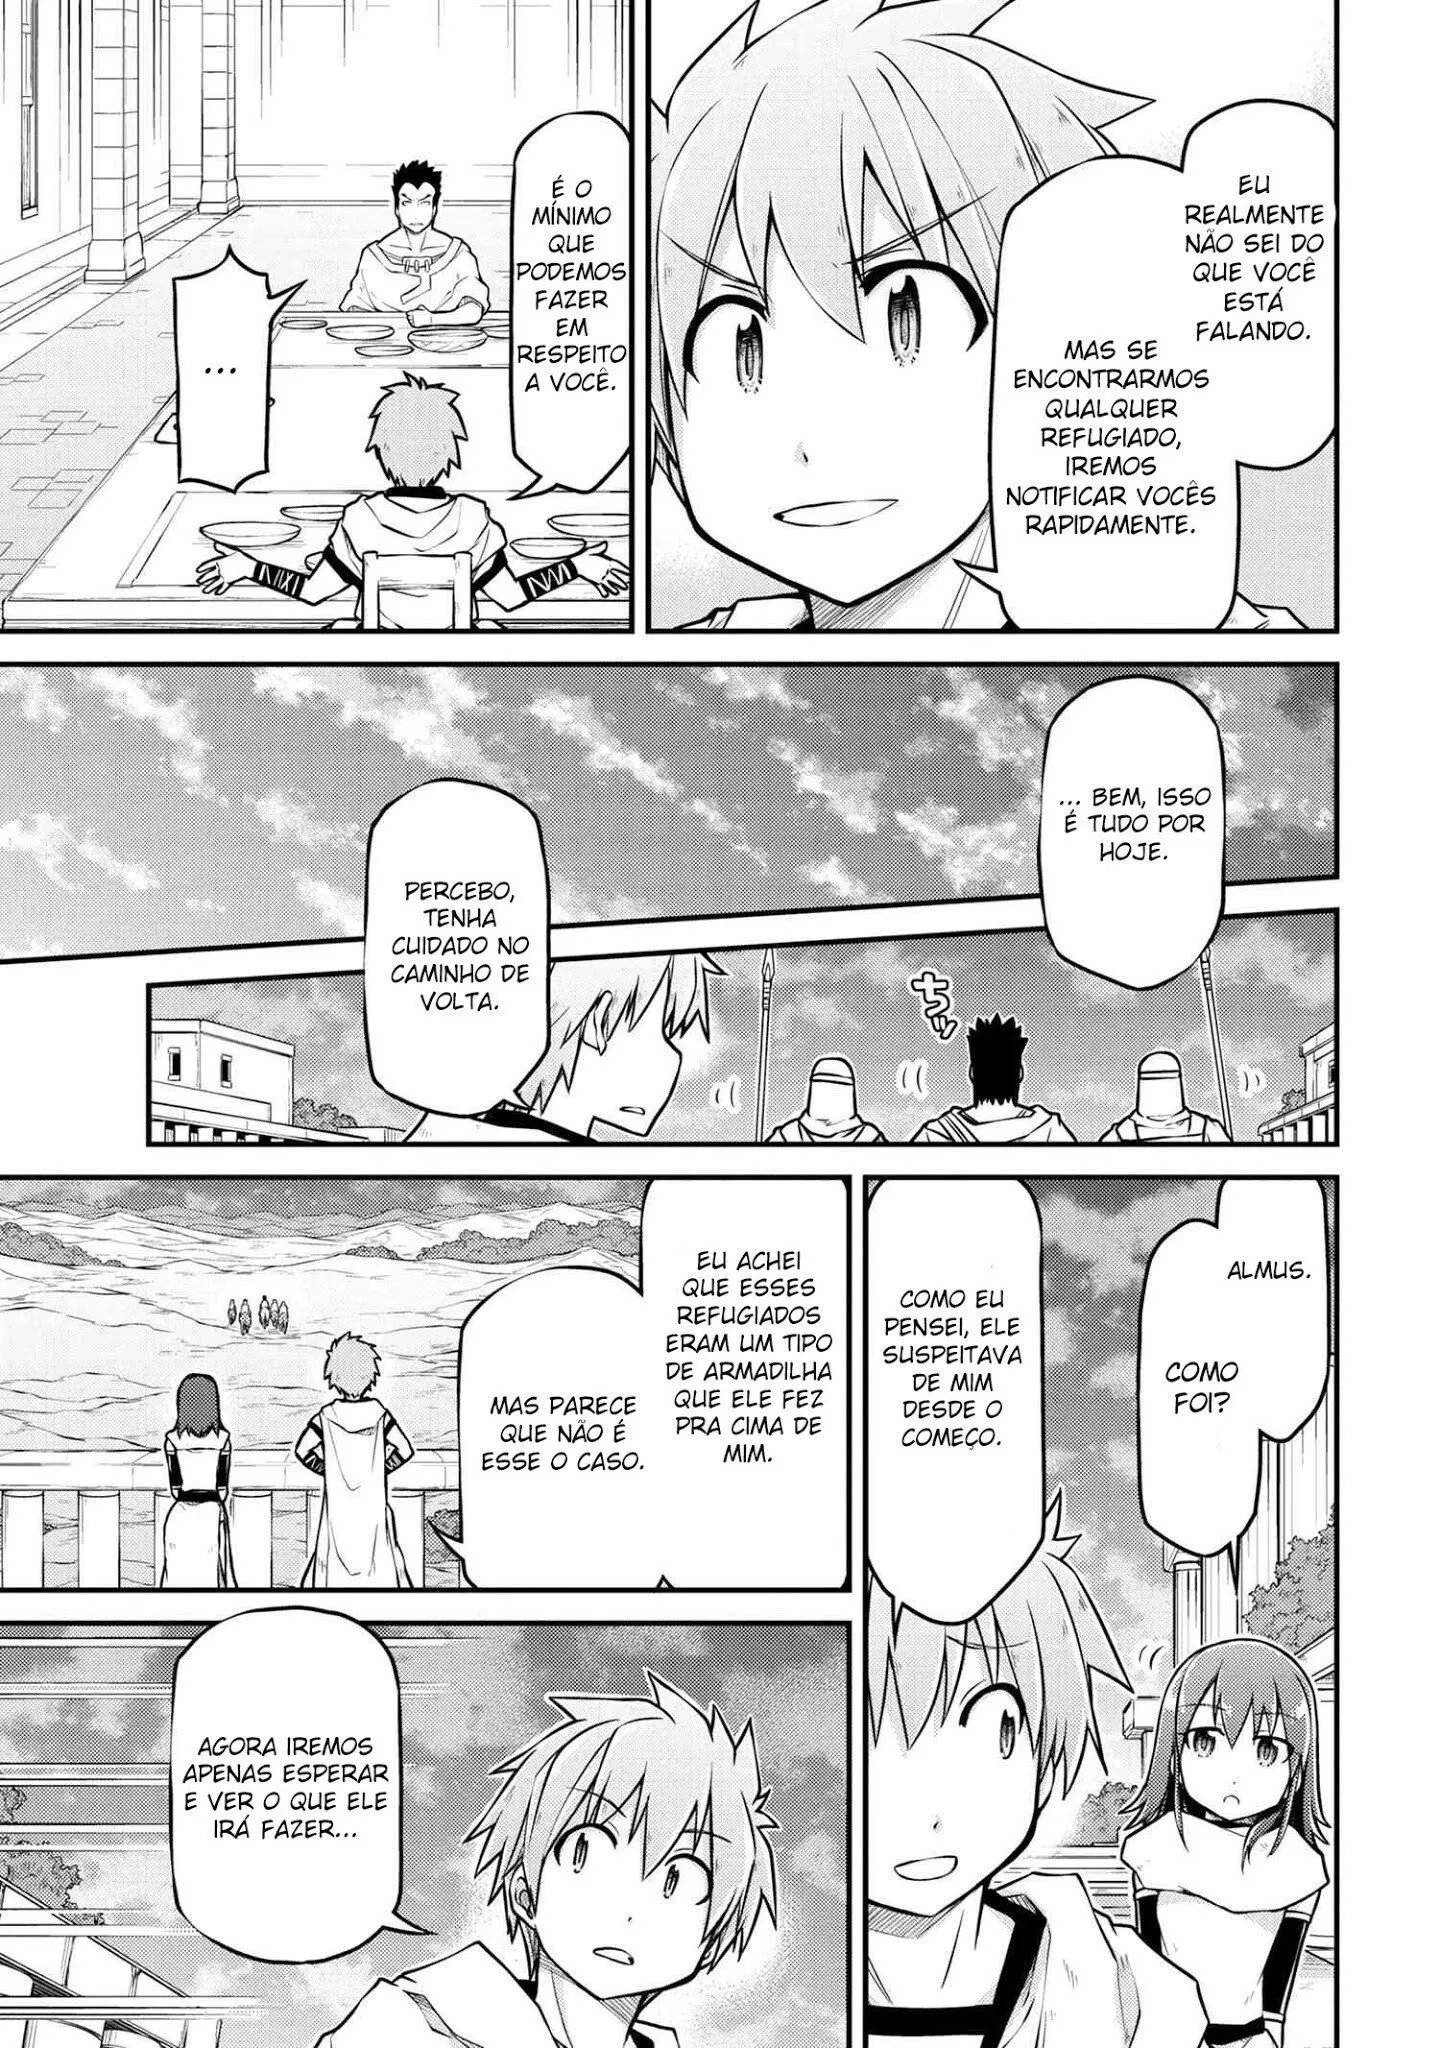 EU
REALMENTE
NÃO SEI DO
QUE VOCÊ
ESTÁ
FALANDO.
MAS SE
ENCONTRARMOS
QUALQUER
REFUGIADO,
IREMOS
NOTIFICAR VOCÊS
RAPIDAMENTE.
É O
MÍNIMO
QUE
PODEMOS
FAZER
EM
RESPEITO
A VOCÊ.
...
... BEM, ISSO
É TUDO POR
HOJE.
ちッ
PERCEBO,
TENHA
CUIDADO NO
CAMINHO DE
VOLTA.
ALMUS.
COMO
FOI?
COMO EU
PENSEI, ELE
SUSPEITAVA
DE MIM
DESDE O
COMEÇO.
EU ACHEI
QUE ESSES
REFUGIADOS
ERAM UM TIPO
DE ARMADILHA
QUE ELE FEZ
PRA CIMA DE
MIM.
MAS PARECE
QUE NÃO É
ESSE O CASO.
AGORA IREMOS
APENAS ESPERAR
E VER O QUE ELE
IRÁ FAZER...